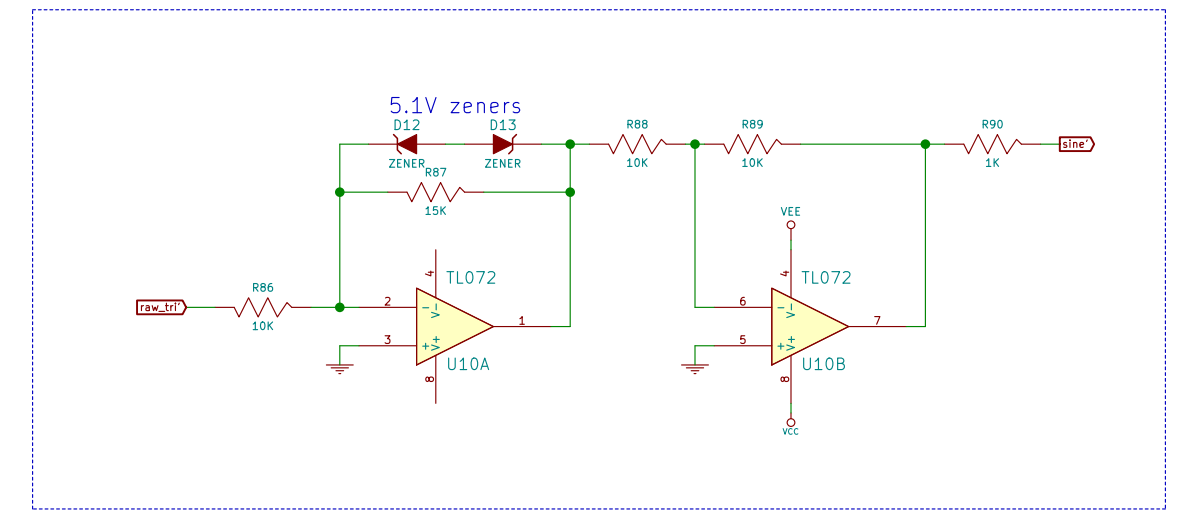 5.1V zeners
D12
D13
ZENER
ZENER
R87
15K
R88
10K
R89
10K
R90
1K
sine'
raw_tri'
R86
10K
2
3
1
4
8
-
+
V-
V+
TL072
U10A
VEE
6
5
7
4
8
-
+
V-
V+
TL072
U10B
VCC